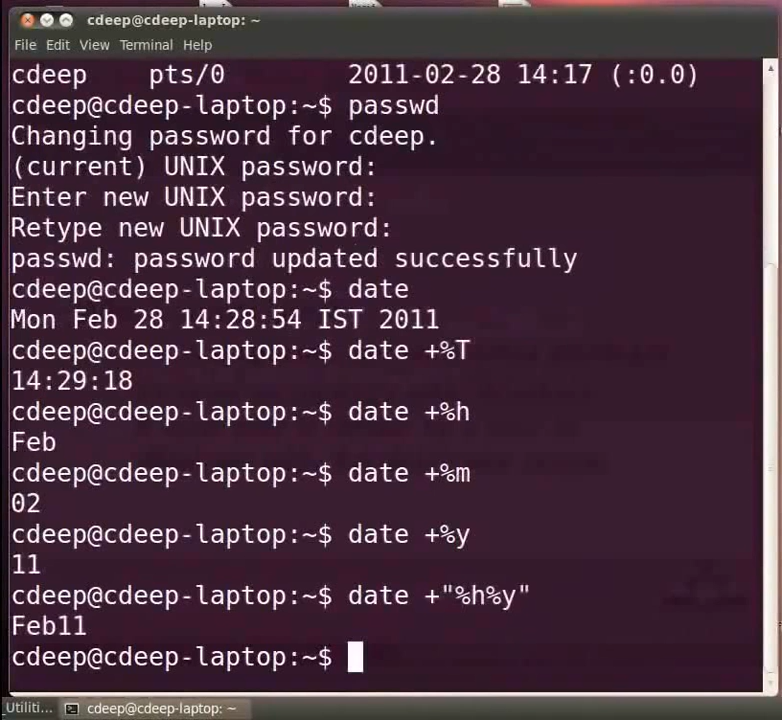 cdeep@cdeep-laptop: ~
File Edit View Terminal Help
cdeep    pts/0        2011-02-28 14:17 (:0.0)
cdeep@cdeep-laptop:~$ passwd
Changing password for cdeep.
(current) UNIX password:
Enter new UNIX password:
Retype new UNIX password:
passwd: password updated successfully
cdeep@cdeep-laptop:~$ date
Mon Feb 28 14:28:54 IST 2011
cdeep@cdeep-laptop:~$ date +%T
14:29:18
cdeep@cdeep-laptop:~$ date +%h
Feb
cdeep@cdeep-laptop:~$ date +%m
02
cdeep@cdeep-laptop:~$ date +%y
11
cdeep@cdeep-laptop:~$ date +"%h%y"
Feb11
cdeep@cdeep-laptop:~$
_Utiliti... cdeep@cdeep-laptop: ~